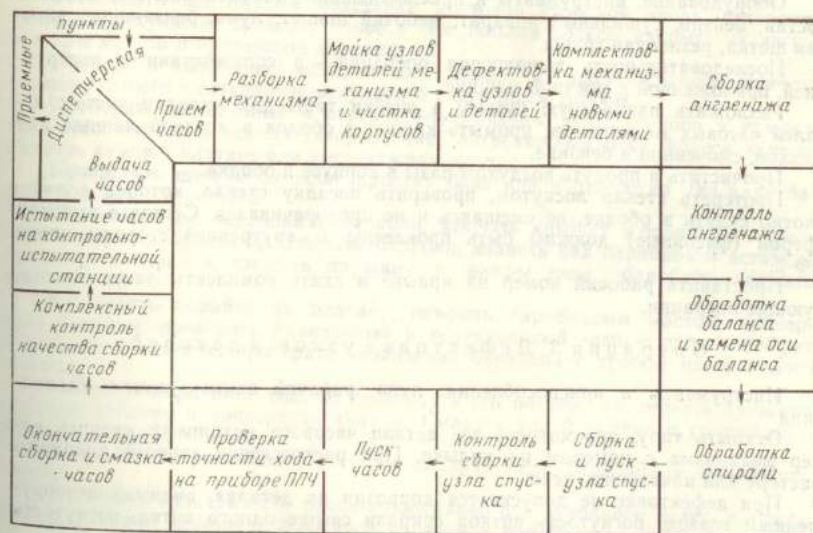 Приемные
пункты
Диспетчерская
Прием
часов
Разборка
механизма
Мойка узлов
деталей ме-
ханизма
и чистка
корпусов
Дефектов-
ка узлов
и деталей
Комплектов-
ка механиз-
ма
новыми
деталями
Сборка
ангренажа
Контроль
ангренажа
Обработка
баланса
и замена оси
баланса
Обработка
спирали
Сборка
и пуск
узла спус-
ка
Контроль
сборки
узла спус-
ка
Пуск
часов
Проверка
точности хода
на приборе ППЧ
Окончательная
сборка и смазка
часов
Комплексный
контроль
качества сборки
часов
Испытание часов
на контрольно-
испытательной
станции
Выдача
часов